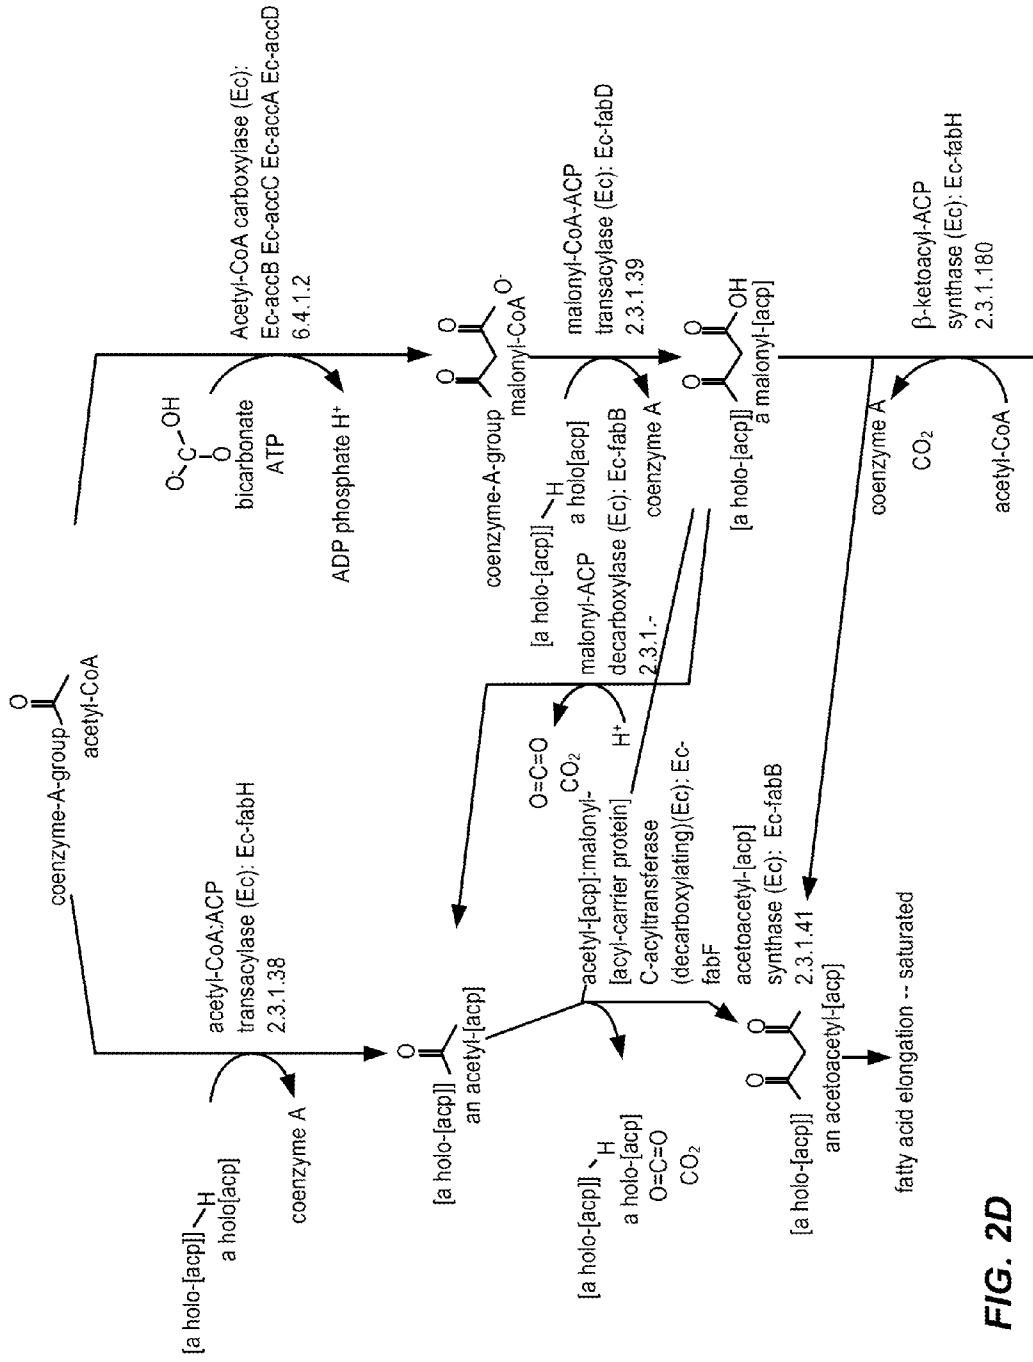 coenzyme-A-group
O
acetyl-CoA
acetyl-CoA:ACP
transacylase (Ec): Ec-fabH
2.3.1.38
[a holo-[acp]]
H
a holo[acp]
coenzyme A
Acetyl-CoA carboxylase (Ec):
Ec-accB Ec-accC Ec-accA Ec-accD
6.4.1.2
O-
C
OH
O
bicarbonate
ATP
ADP phosphate H+
[a holo-[acp]]
O
an acetyl-[acp]
coenzyme-A-group
O
O
O-
malonyl-CoA
malonyl-CoA-ACP
transacylase (Ec): Ec-fabD
2.3.1.39
[a holo-[acp]]
H
a holo[acp]
coenzyme A
malonyl-ACP
decarboxylase (Ec): Ec-fabB
2.3.1.-
O=C=O
CO2
H+
acetyl-[acp]:malonyl-
[acyl-carrier protein]
C-acyltransferase
(decarboxylating)(Ec): Ec-
fabF
[a holo-[acp]]
H
a holo-[acp]
O=C=O
CO2
[a holo-[acp]]
O
O
OH
a malonyl-[acp]
acetoacetyl-[acp]
synthase (Ec): Ec-fabB
2.3.1.41
[a holo-[acp]]
O
O
an acetoacetyl-[acp]
β-ketoacyl-ACP
synthase (Ec): Ec-fabH
2.3.1.180
coenzyme A
CO2
acetyl-CoA
fatty acid elongation -- saturated
FIG. 2D